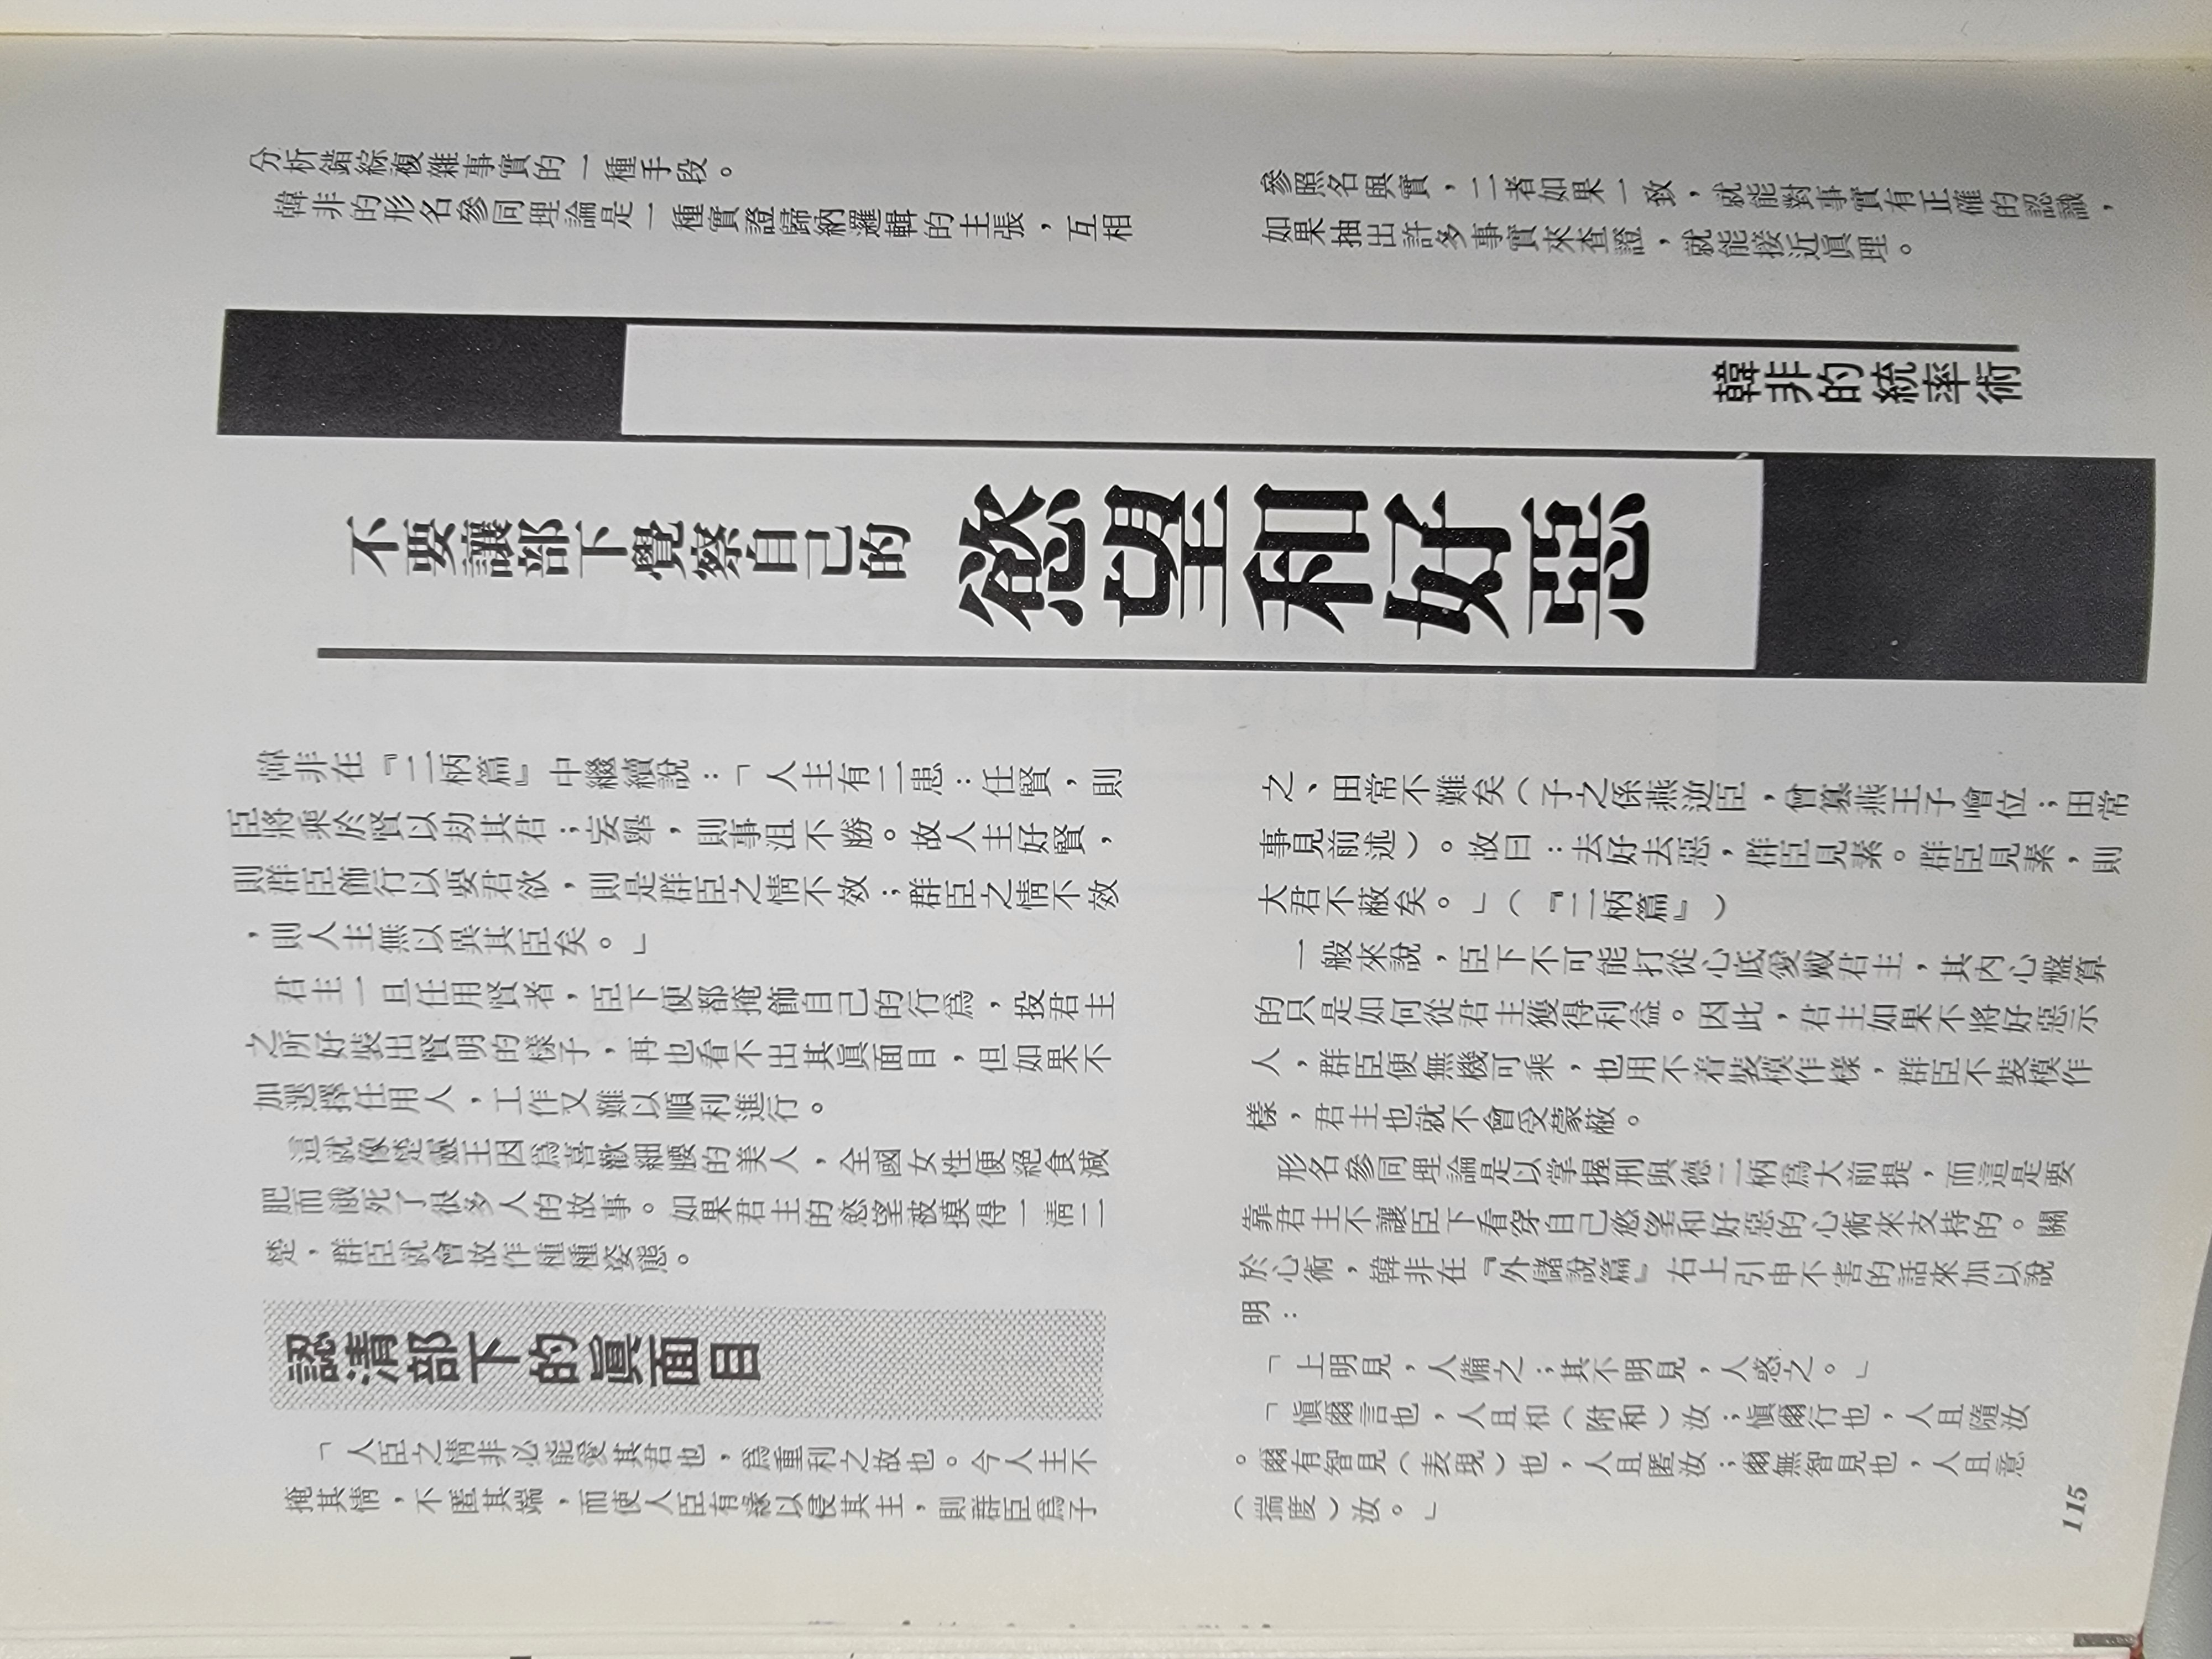 分析錯綜複雜事實的一種手段。
韓非的形名參同理論是一種實證歸納邏輯的主張，互相
參照名與實，二者如果一致，就能對事實有正確的認識，
如果抽出許多事實來查證，就能接近眞理。
韓非的統率術
不要讓部下覺察自己的
慾望和好惡
韓非在『二柄篇』中繼續說：「人主有二患：任賢，則
臣將乘於賢以劫其君；妄舉，則事沮不勝。故人主好賢，
則群臣飾行以要君欲，則是群臣之情不效；群臣之情不效
，則人主無以異其臣矣。」
君主一旦任用賢者，臣下便都掩飾自己的行爲，投君主
之所好裝出賢明的樣子，再也看不出其眞面目，但如果不
加選擇任用人，工作又難以順利進行。
這就像楚靈王因爲喜歡細腰的美人，全國女性便絕食減
肥而餓死了很多人的故事。如果君主的慾望被摸得一清二
楚，群臣就會故作種種姿態。
認清部下的眞面目
「人臣之情非必能愛其君也，爲重利之故也。今人主不
掩其情，不匿其端，而使人臣有緣以侵其主，則群臣爲子
之、田常不難矣（子之係燕逆臣，曾篡燕王子噲位；田常
事見前述）。故曰：去好去惡，群臣見素。群臣見素，則
大君不蔽矣。」（『二柄篇』）
一般來說，臣下不可能打從心底愛戴君主，其內心盤算
的只是如何從君主獲得利益。因此，君主如果不將好惡示
人，群臣便無機可乘，也用不着裝模作樣，群臣不裝模作
樣，君主也就不會受蒙蔽。
形名參同理論是以掌握刑與德二柄爲大前提，而這是要
靠君主不讓臣下看穿自己慾望和好惡的心術來支持的。關
於心術，韓非在『外儲說篇』右上引申不害的話來加以說
明：
「上明見，人備之；其不明見，人惑之。」
「愼爾言也，人且和（附和）汝；愼爾行也，人且隨汝
。爾有智見（表現）也，人且匿汝；爾無智見也，人且意
（揣度）汝。」
115